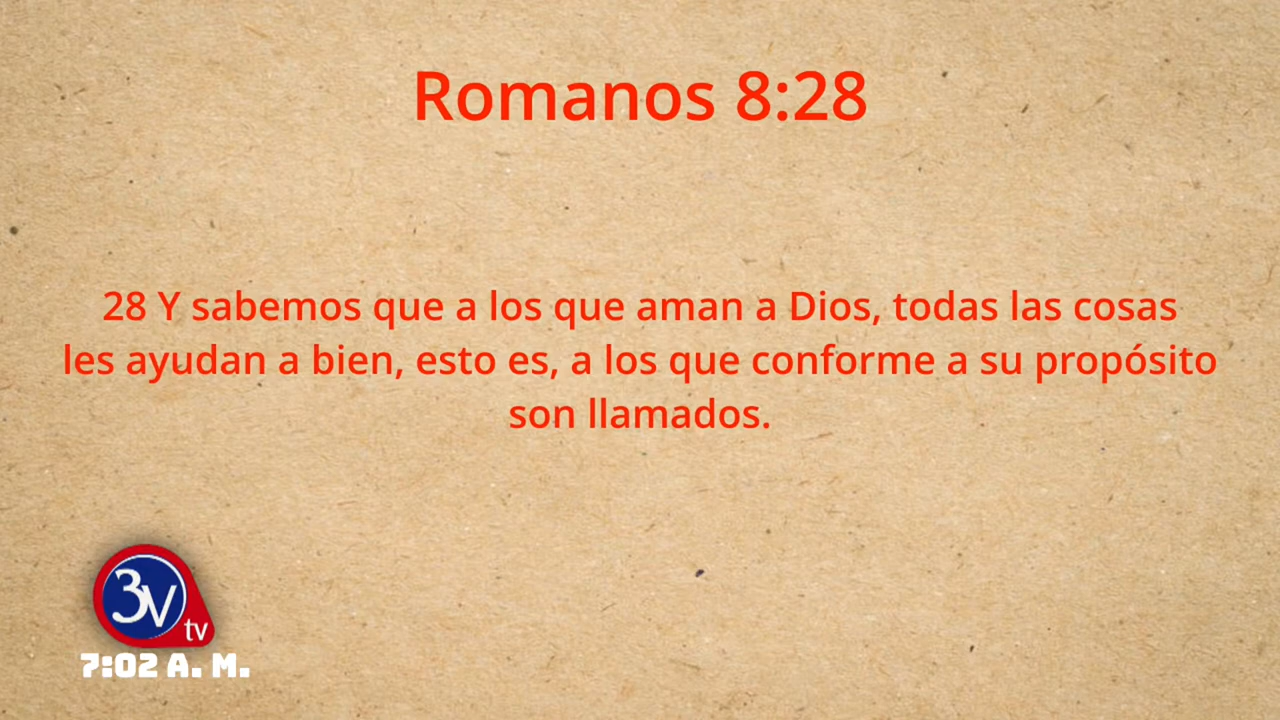 Romanos 8:28
28 Y sabemos que a los que aman a Dios, todas las cosas
les ayudan a bien, esto es, a los que conforme a su propósito
son llamados.
3V
tv
7:02 A. M.